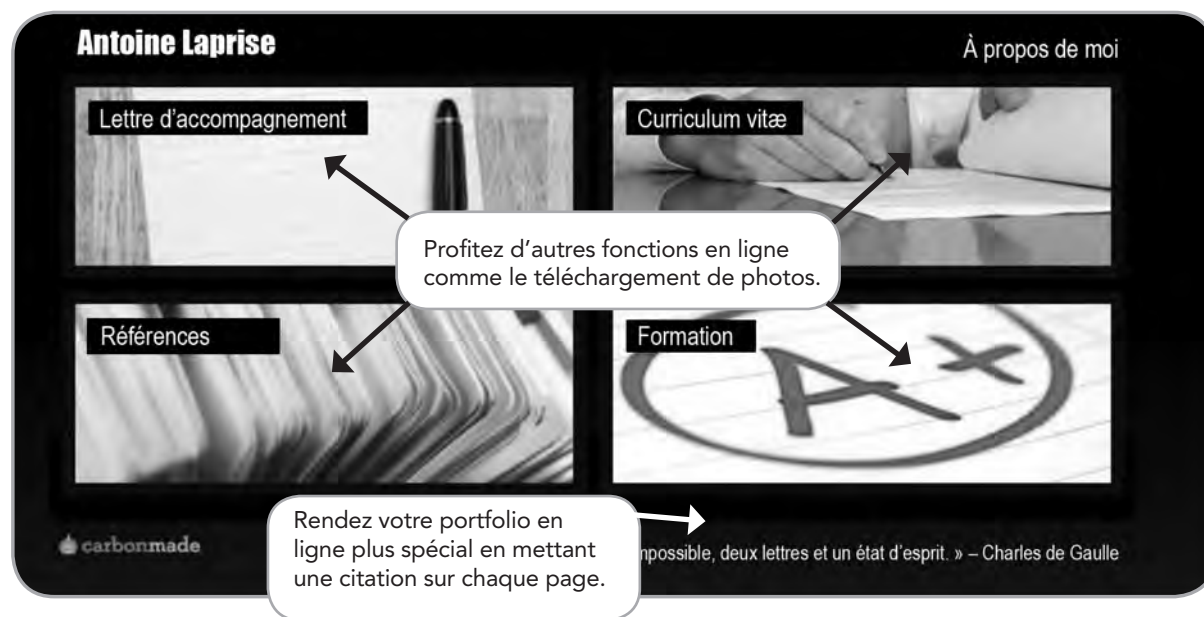 Antoine Laprise
À propos de moi
Lettre d'accompagnement
Curriculum vitæ
Profitez d'autres fonctions en ligne
comme le téléchargement de photos.
Références
Formation
A+
Rendez votre portfolio en
ligne plus spécial en mettant
une citation sur chaque page.
carbonmade
deux lettres et un état d'esprit. » – Charles de Gaulle